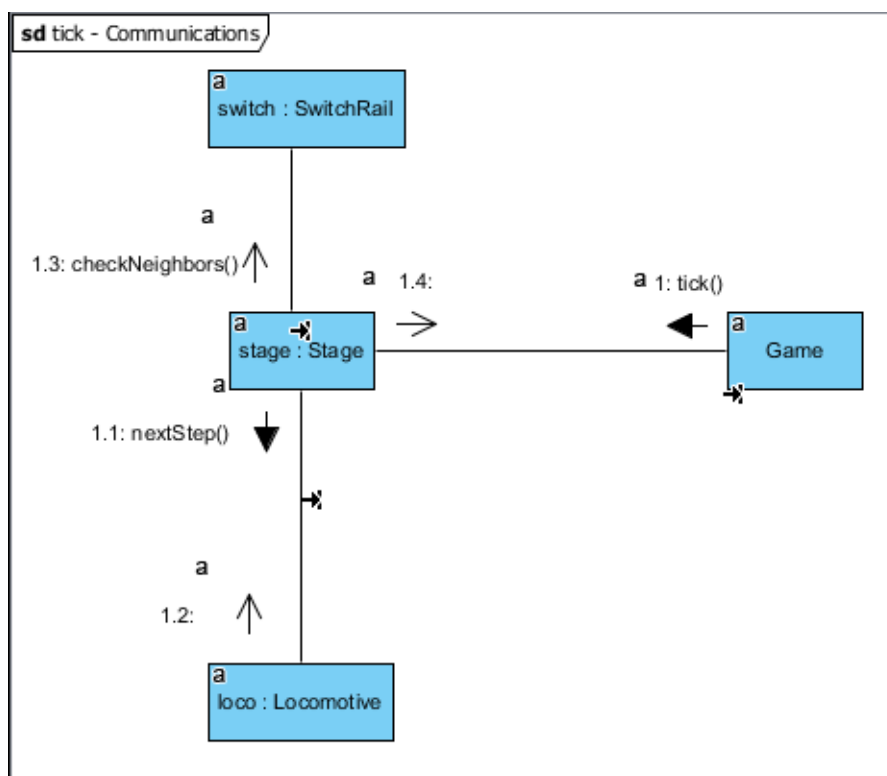 sd tick - Communications
a
switch : SwitchRail
a
1.3: checkNeighbors()
a 1.4:
a 1: tick()
a
stage : Stage
a
Game
a
1.1: nextStep()
a
1.2:
a
loco : Locomotive